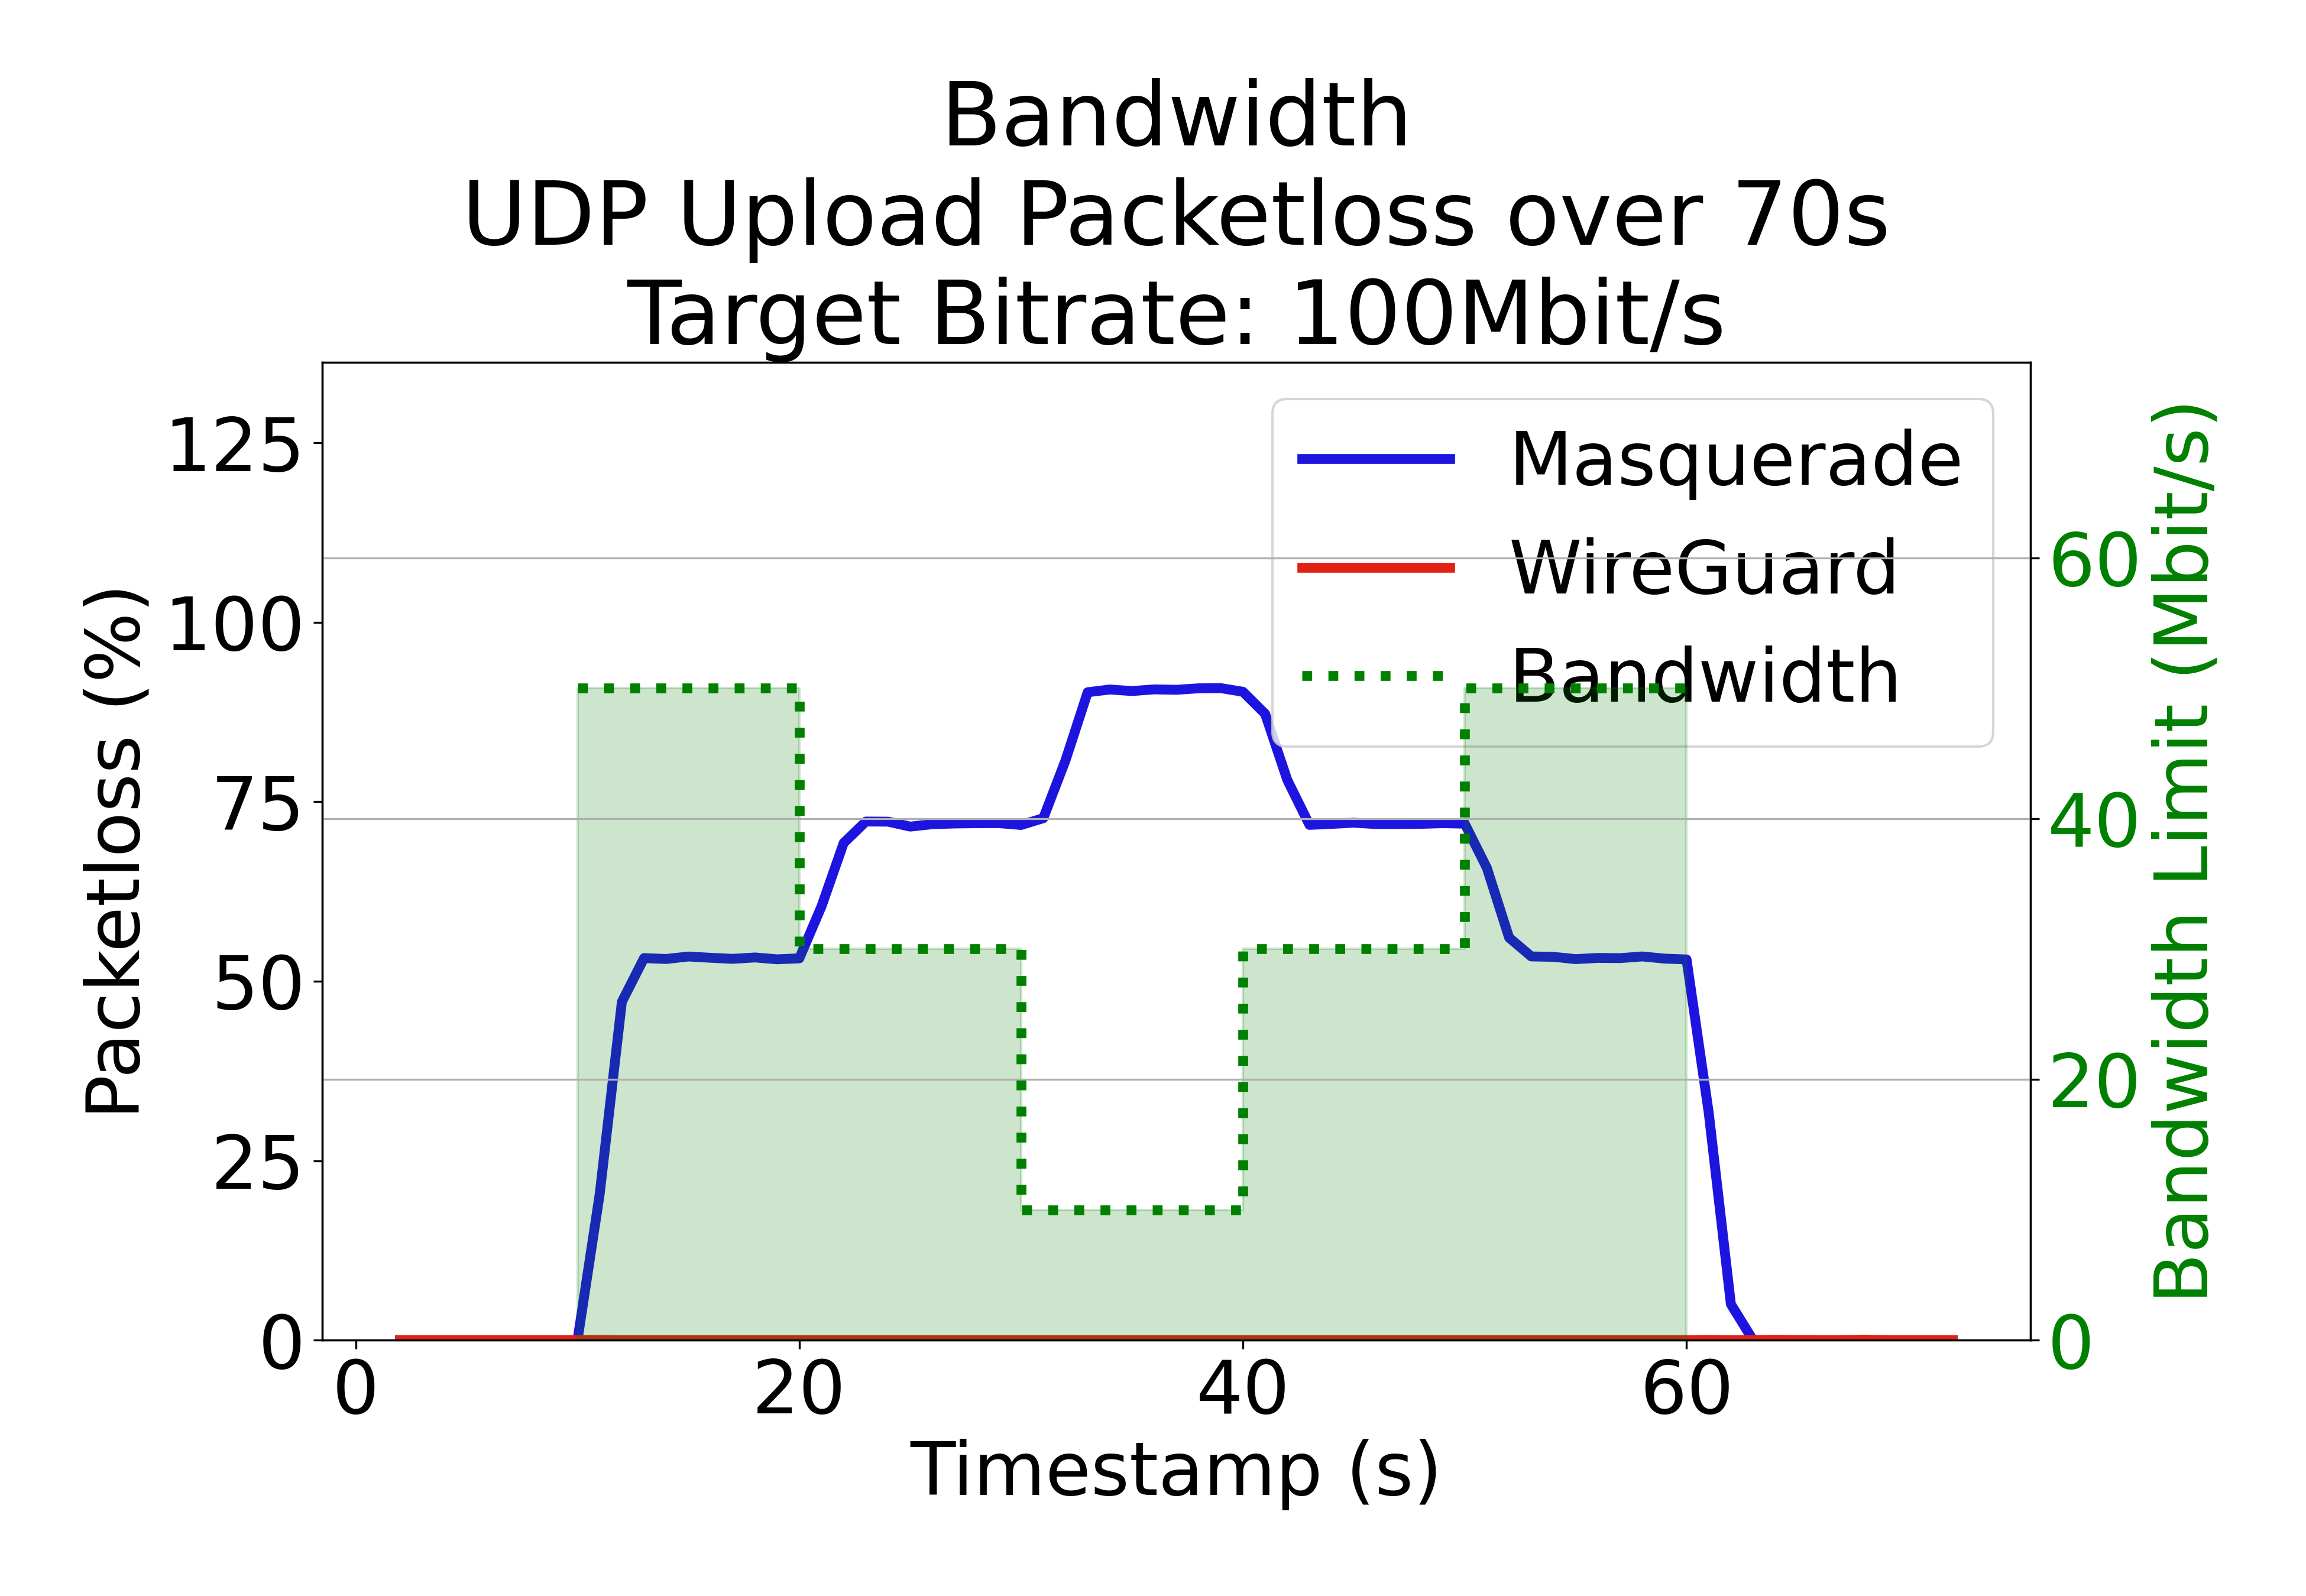 Bandwidth
UDP Upload Packetloss over 70s
Target Bitrate: 100Mbit/s
Packetloss (%)
125
100
75
50
25
0
Masquerade
WireGuard
Bandwidth
60
40
20
0
Bandwidth Limit (Mbit/s)
0 20 40 60
Timestamp (s)